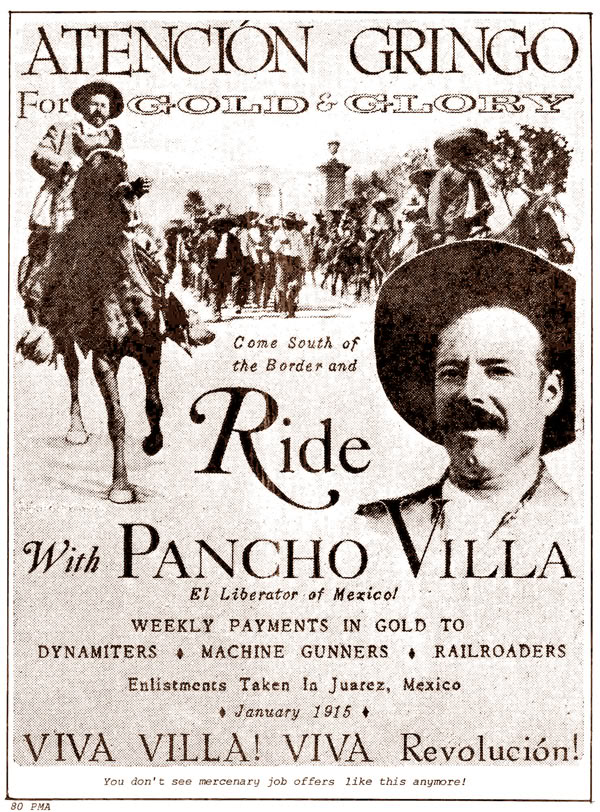 ATENCIÓN GRINGO
For GOLD & GLORY
Come South of
the Border and
Ride
With PANCHO VILLA
El Liberator of Mexico!
WEEKLY PAYMENTS IN GOLD TO
DYNAMITERS ♦ MACHINE GUNNERS ♦ RAILROADERS
Enlistments Taken In Juarez, Mexico
♦ January 1915 ♦
VIVA VILLA! VIVA Revolución!
You don't see mercenary job offers like this anymore!
80 PMA